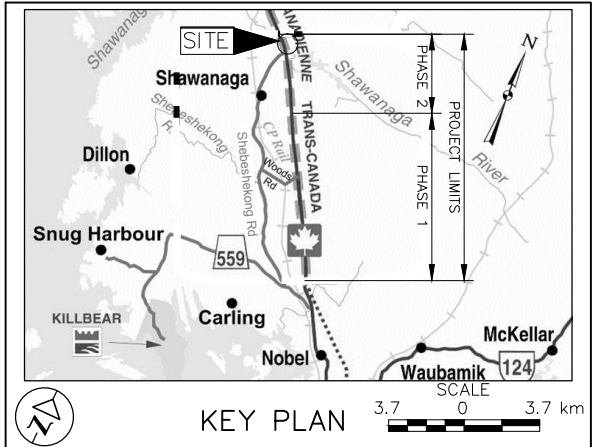 CANADIENNE
SITE
Shawanaga
Shawanaga
Shawanaga
River
Shebeshekong
R.
TRANS-CANADA
CP Rail
Shebeshekong Rd
Woods
Rd
Dillon
Snug Harbour
559
KILLBEAR
Carling
Nobel
Waubamik
McKellar
124
PHASE 2
PHASE 1
PROJECT LIMITS
N
N
KEY PLAN
SCALE
3.7 0 3.7 km